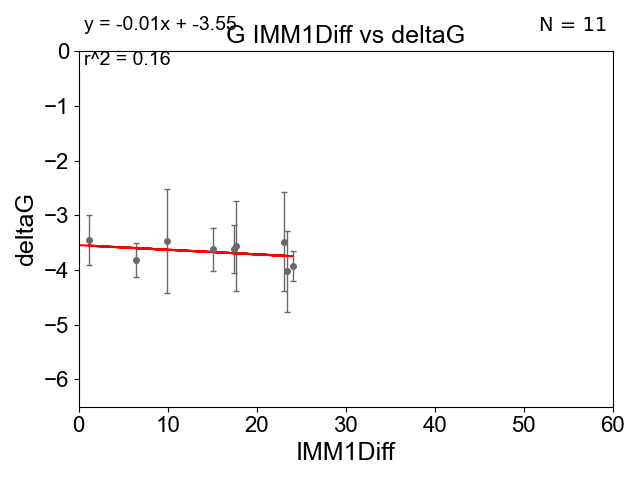 y = -0.01x + -3.55
N = 11
G IMM1Diff vs deltaG
r^2 = 0.16
0
−1
−2
−3
−4
−5
−6
deltaG
0 10 20 30 40 50 60
IMM1Diff